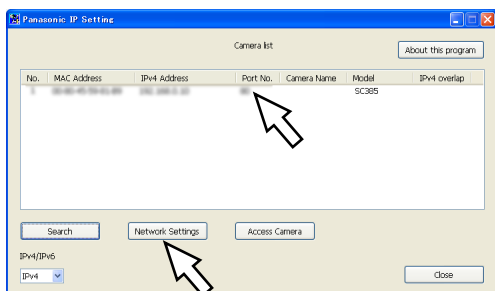 Panasonic IP Setting
Camera list
About this program
No. MAC Address IPv4 Address Port No. Camera Name Model IPv4 overlap
1 SC385
Search Network Settings Access Camera
IPv4/IPv6
IPv4 Close